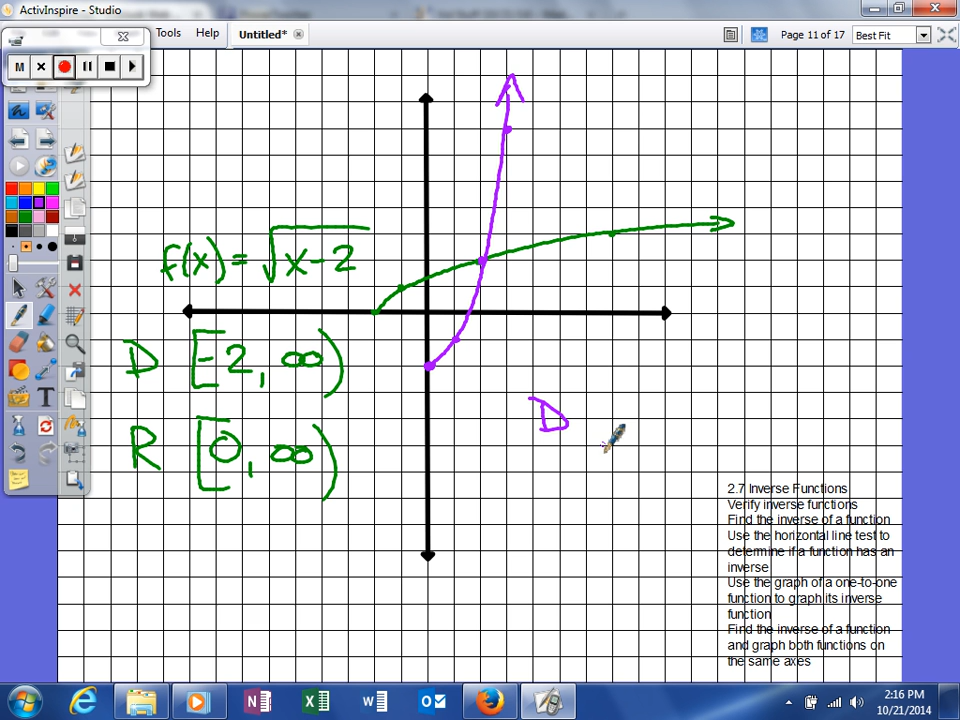 ActivInspire - Studio
Tools Help
Untitled*
Page 11 of 17
Best Fit
M
f(x) = √x-2
D [-2, ∞)
R [0, ∞)
D
2.7 Inverse Functions
Verify inverse functions
Find the inverse of a function
Use the horizontal line test to
determine if a function has an
inverse
Use the graph of a one-to-one
function to graph its inverse
function
Find the inverse of a function
and graph both functions on
the same axes
2:16 PM
10/21/2014